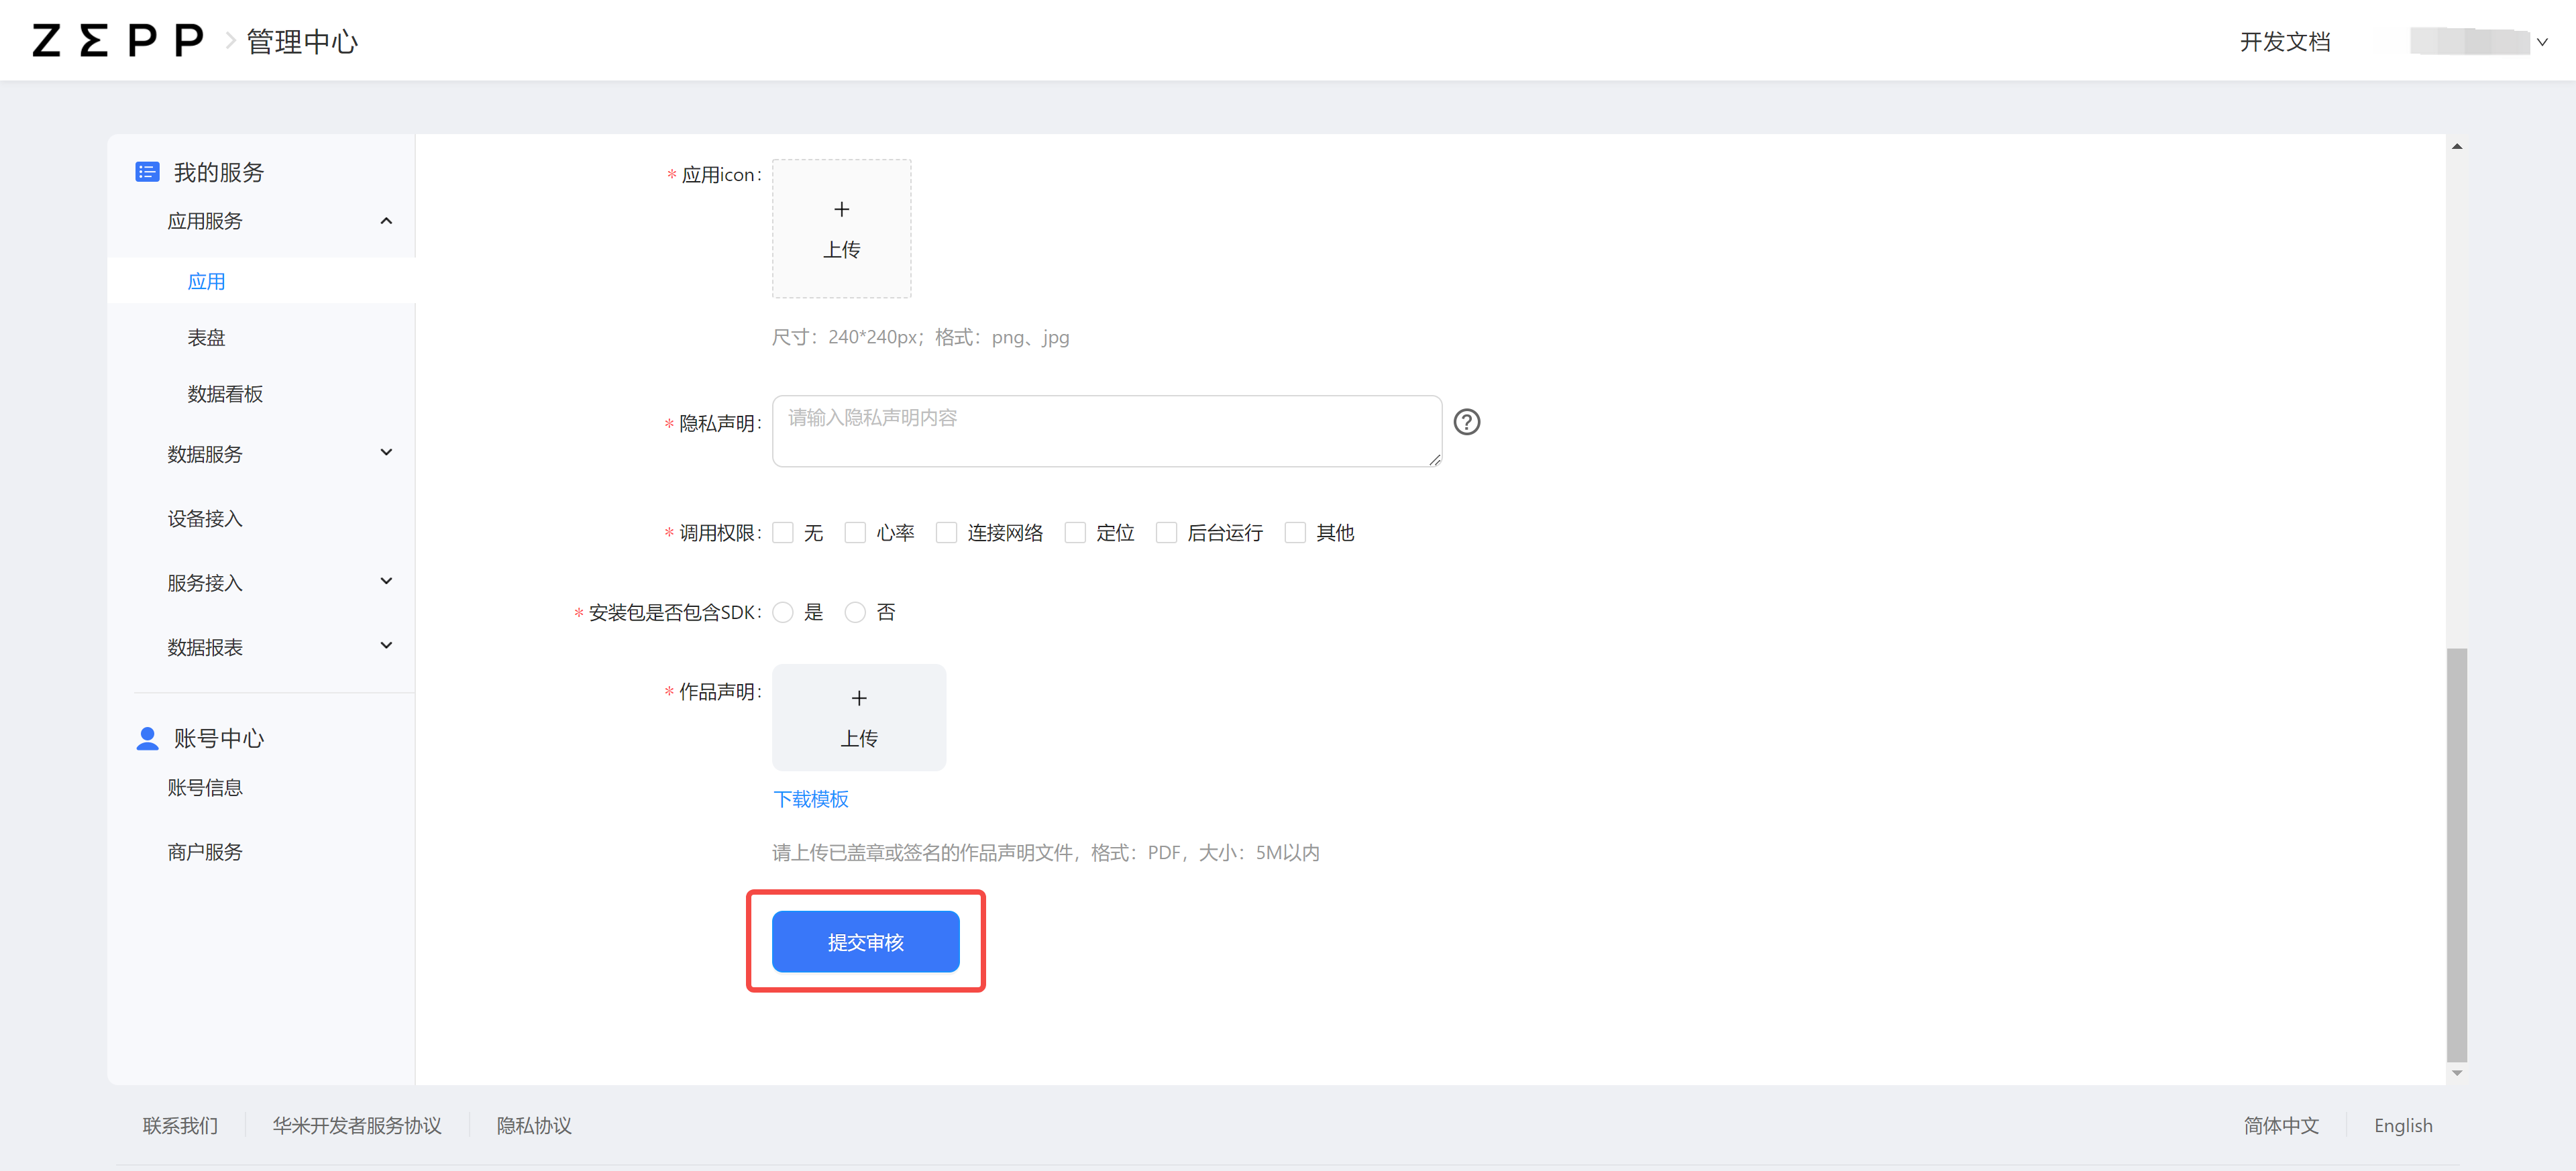 ZEPP
管理中心
开发文档
我的服务
应用服务
应用
表盘
数据看板
数据服务
设备接入
服务接入
数据报表
账号中心
账号信息
商户服务
* 应用icon:
+
上传
尺寸：240*240px；格式：png、jpg
* 隐私声明:
请输入隐私声明内容
?
* 调用权限: 无 心率 连接网络 定位 后台运行 其他
* 安装包是否包含SDK: 是 否
* 作品声明:
+
上传
下载模板
请上传已盖章或签名的作品声明文件，格式：PDF，大小：5M以内
提交审核
联系我们 华米开发者服务协议 隐私协议
简体中文 English